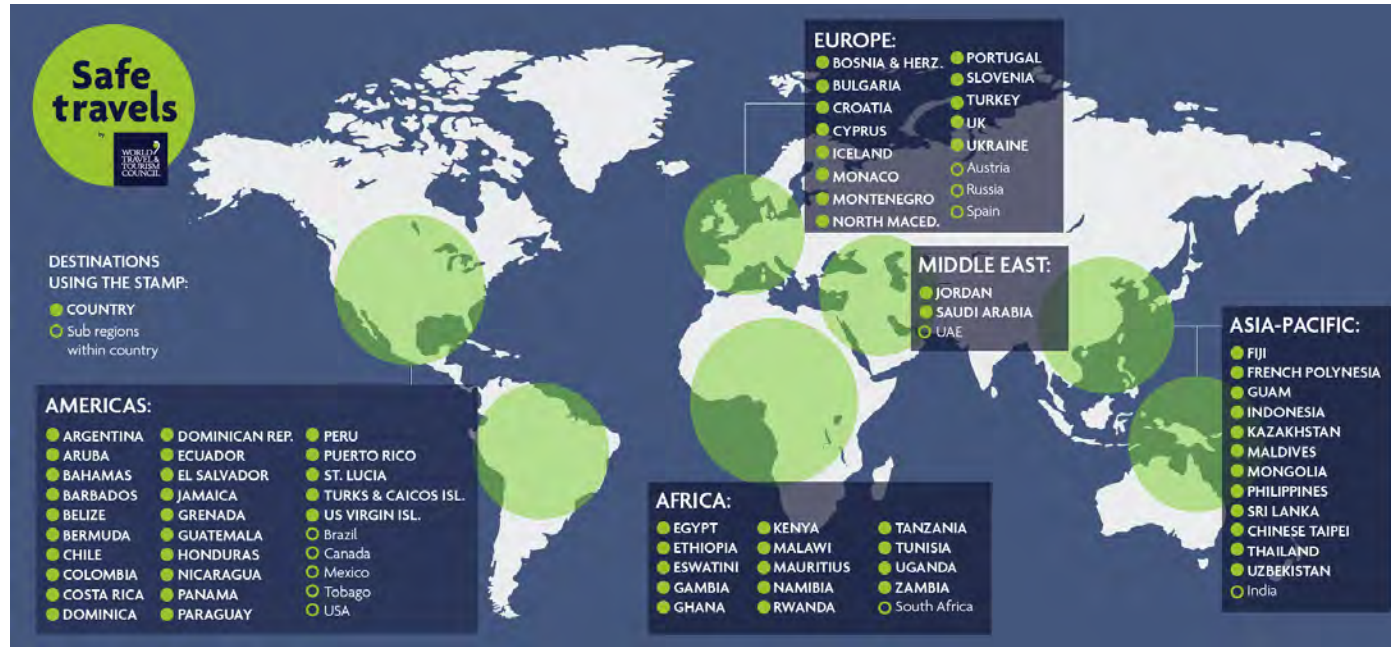 Safe
travels
by
WORLD
TRAVEL &
TOURISM
COUNCIL
DESTINATIONS
USING THE STAMP:
COUNTRY
Sub regions
within country
AMERICAS:
ARGENTINA
ARUBA
BAHAMAS
BARBADOS
BELIZE
BERMUDA
CHILE
COLOMBIA
COSTA RICA
DOMINICA
DOMINICAN REP.
ECUADOR
EL SALVADOR
JAMAICA
GRENADA
GUATEMALA
HONDURAS
NICARAGUA
PANAMA
PARAGUAY
PERU
PUERTO RICO
ST. LUCIA
TURKS & CAICOS ISL.
US VIRGIN ISL.
Brazil
Canada
Mexico
Tobago
USA
EUROPE:
BOSNIA & HERZ.
BULGARIA
CROATIA
CYPRUS
ICELAND
MONACO
MONTENEGRO
NORTH MACED.
PORTUGAL
SLOVENIA
TURKEY
UK
UKRAINE
Austria
Russia
Spain
MIDDLE EAST:
JORDAN
SAUDI ARABIA
UAE
AFRICA:
EGYPT
ETHIOPIA
ESWATINI
GAMBIA
GHANA
KENYA
MALAWI
MAURITIUS
NAMIBIA
RWANDA
TANZANIA
TUNISIA
UGANDA
ZAMBIA
South Africa
ASIA-PACIFIC:
FIJI
FRENCH POLYNESIA
GUAM
INDONESIA
KAZAKHSTAN
MALDIVES
MONGOLIA
PHILIPPINES
SRI LANKA
CHINESE TAIPEI
THAILAND
UZBEKISTAN
India